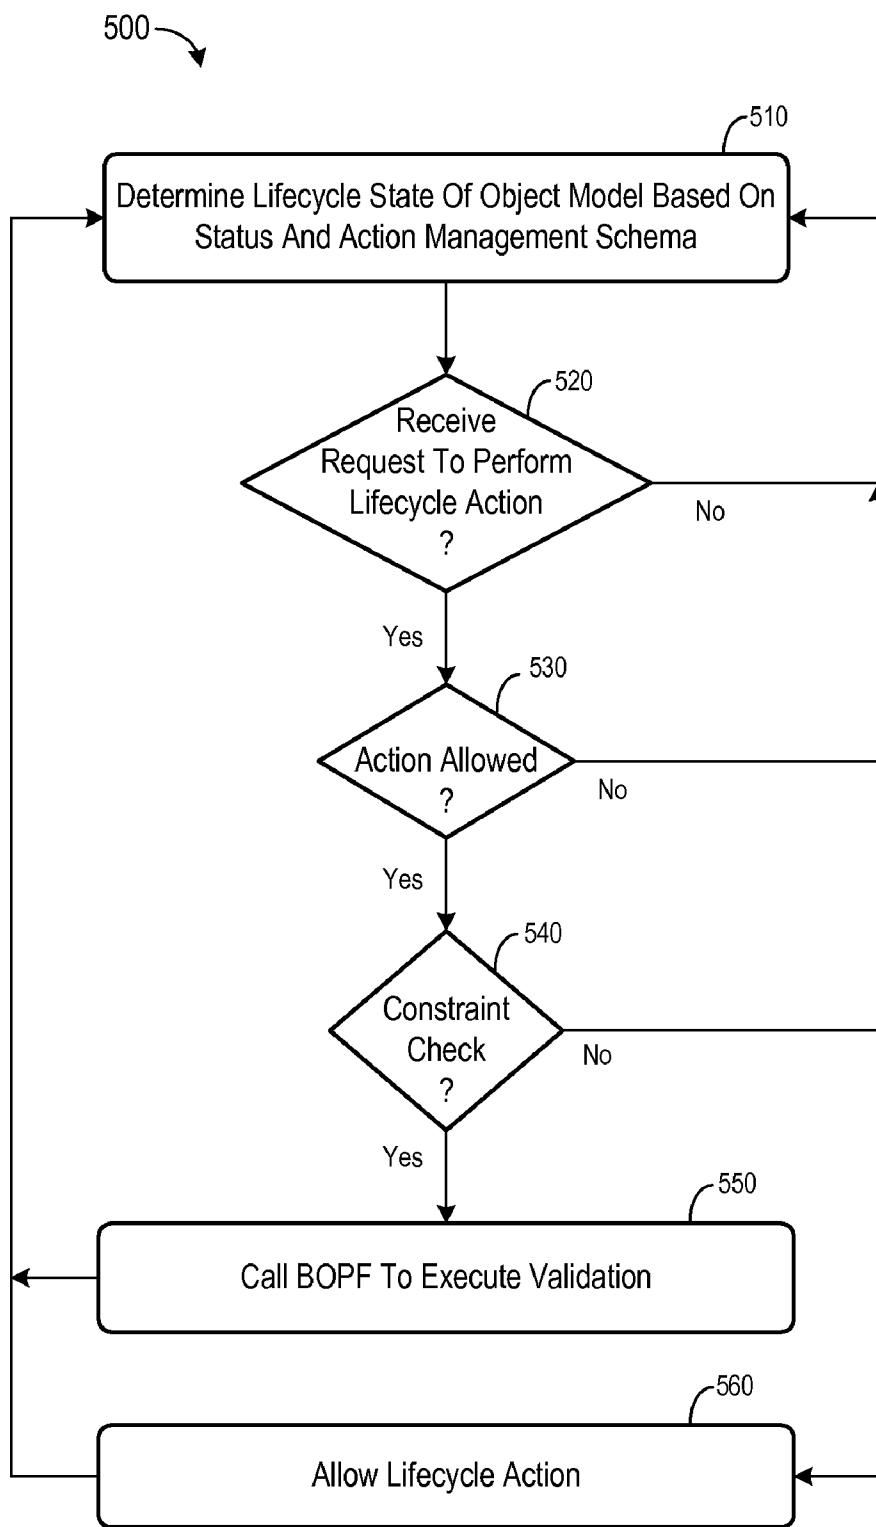 500
510
Determine Lifecycle State Of Object Model Based On
Status And Action Management Schema
520
Receive
Request To Perform
Lifecycle Action
?
No
Yes
530
Action Allowed
?
No
Yes
540
Constraint
Check
?
No
Yes
550
Call BOPF To Execute Validation
560
Allow Lifecycle Action